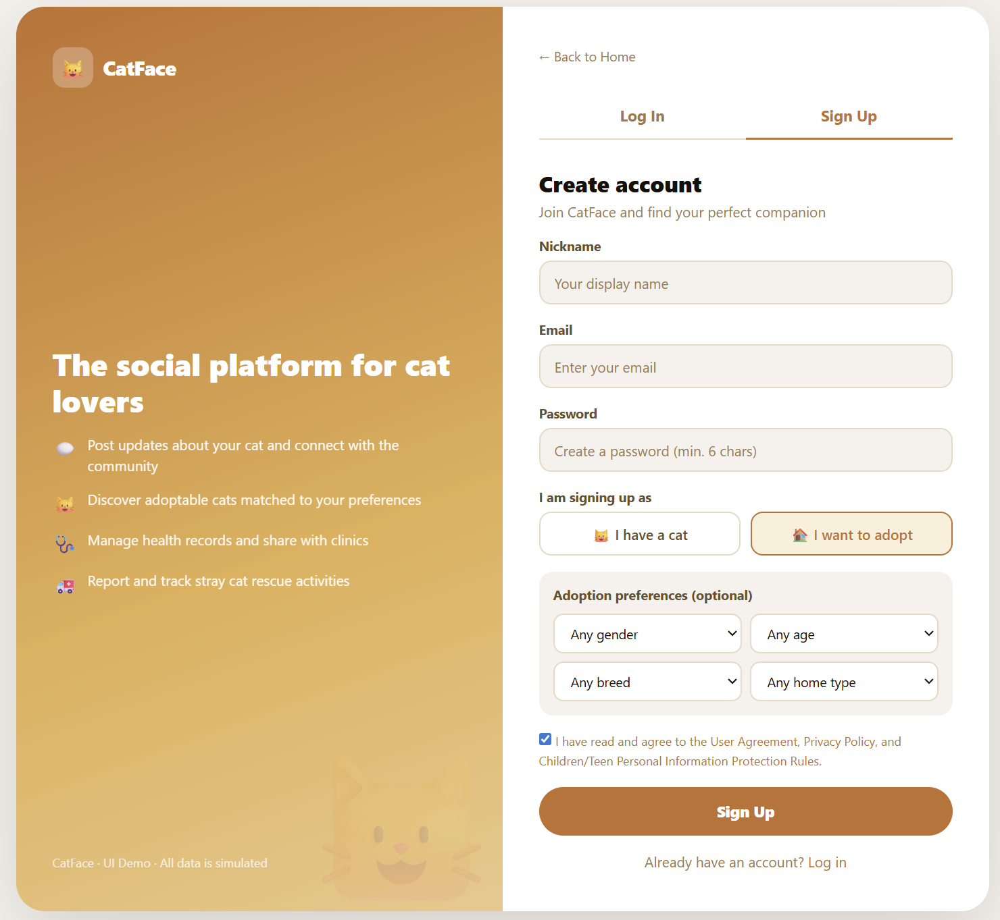 CatFace
The social platform for cat
lovers
Post updates about your cat and connect with the
community
Discover adoptable cats matched to your preferences
Manage health records and share with clinics
Report and track stray cat rescue activities
CatFace · UI Demo · All data is simulated
← Back to Home
Log In
Sign Up
Create account
Join CatFace and find your perfect companion
Nickname
Your display name
Email
Enter your email
Password
Create a password (min. 6 chars)
I am signing up as
I have a cat
I want to adopt
Adoption preferences (optional)
Any gender
Any age
Any breed
Any home type
I have read and agree to the User Agreement, Privacy Policy, and
Children/Teen Personal Information Protection Rules.
Sign Up
Already have an account? Log in